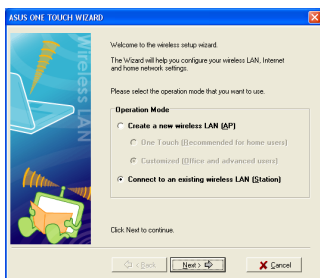 ASUS ONE TOUCH WIZARD
Wireless LAN
Welcome to the wireless setup wizard.
The Wizard will help you configure your wireless LAN, Internet
and home network settings.
Please select the operation mode that you want to use.
Operation Mode
Create a new wireless LAN (AP)
One Touch (Recommended for home users)
Customized (Office and advanced users)
Connect to an existing wireless LAN (Station)
Click Next to continue.
< Back
Next >
Cancel